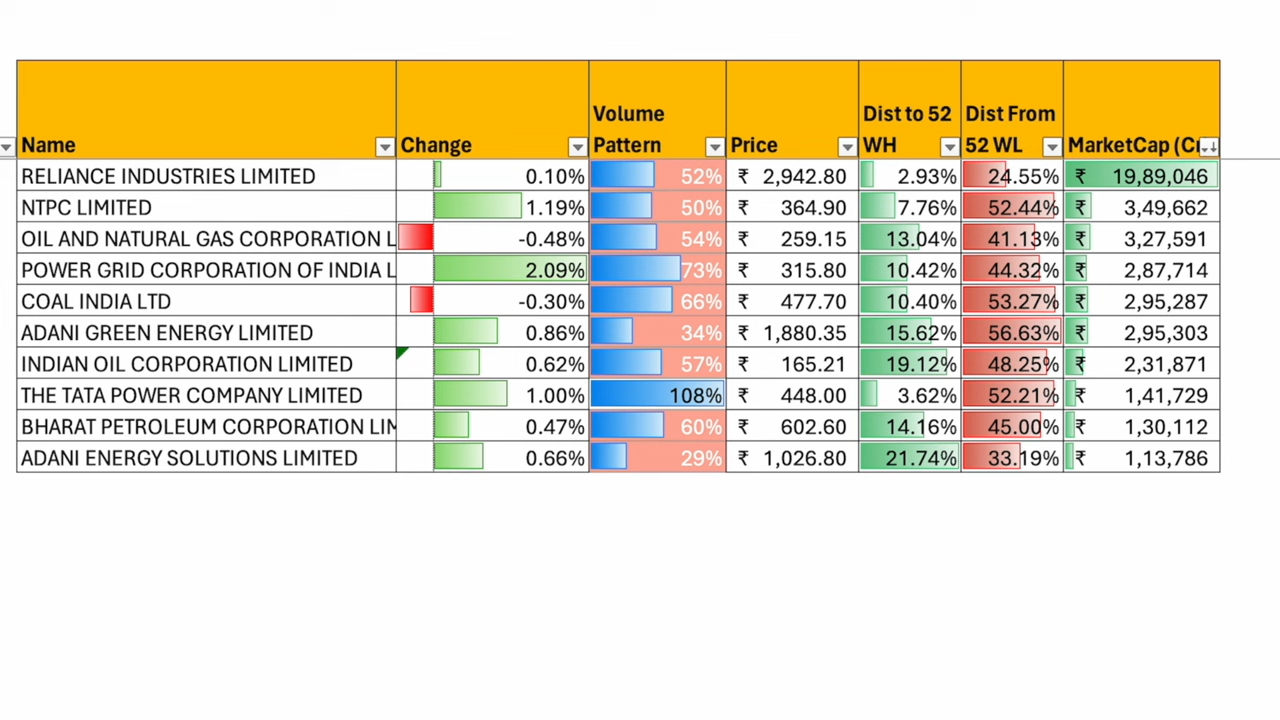 Name Change Volume Pattern Price Dist to 52 WH Dist From 52 WL MarketCap (Cr
RELIANCE INDUSTRIES LIMITED 0.10% 52% ₹ 2,942.80 2.93% 24.55% ₹ 19,89,046
NTPC LIMITED 1.19% 50% ₹ 364.90 7.76% 52.44% ₹ 3,49,662
OIL AND NATURAL GAS CORPORATION L -0.48% 54% ₹ 259.15 13.04% 41.13% ₹ 3,27,591
POWER GRID CORPORATION OF INDIA L 2.09% 73% ₹ 315.80 10.42% 44.32% ₹ 2,87,714
COAL INDIA LTD -0.30% 66% ₹ 477.70 10.40% 53.27% ₹ 2,95,287
ADANI GREEN ENERGY LIMITED 0.86% 34% ₹ 1,880.35 15.62% 56.63% ₹ 2,95,303
INDIAN OIL CORPORATION LIMITED 0.62% 57% ₹ 165.21 19.12% 48.25% ₹ 2,31,871
THE TATA POWER COMPANY LIMITED 1.00% 108% ₹ 448.00 3.62% 52.21% ₹ 1,41,729
BHARAT PETROLEUM CORPORATION LIM 0.47% 60% ₹ 602.60 14.16% 45.00% ₹ 1,30,112
ADANI ENERGY SOLUTIONS LIMITED 0.66% 29% ₹ 1,026.80 21.74% 33.19% ₹ 1,13,786